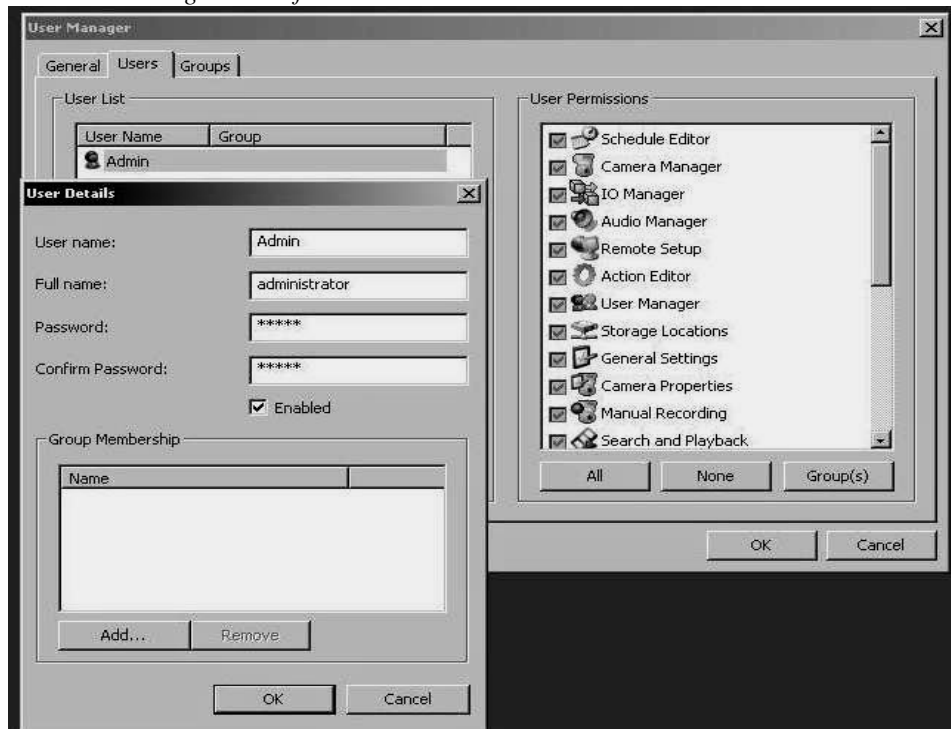 User Manager
General Users Groups
User List
User Name Group
Admin
User Permissions
Schedule Editor
Camera Manager
IO Manager
Audio Manager
Remote Setup
Action Editor
User Manager
Storage Locations
General Settings
Camera Properties
Manual Recording
Search and Playback
All None Group(s)
OK Cancel
User Details
User name: Admin
Full name: administrator
Password: *****
Confirm Password: *****
Enabled
Group Membership
Name
Add... Remove
OK Cancel